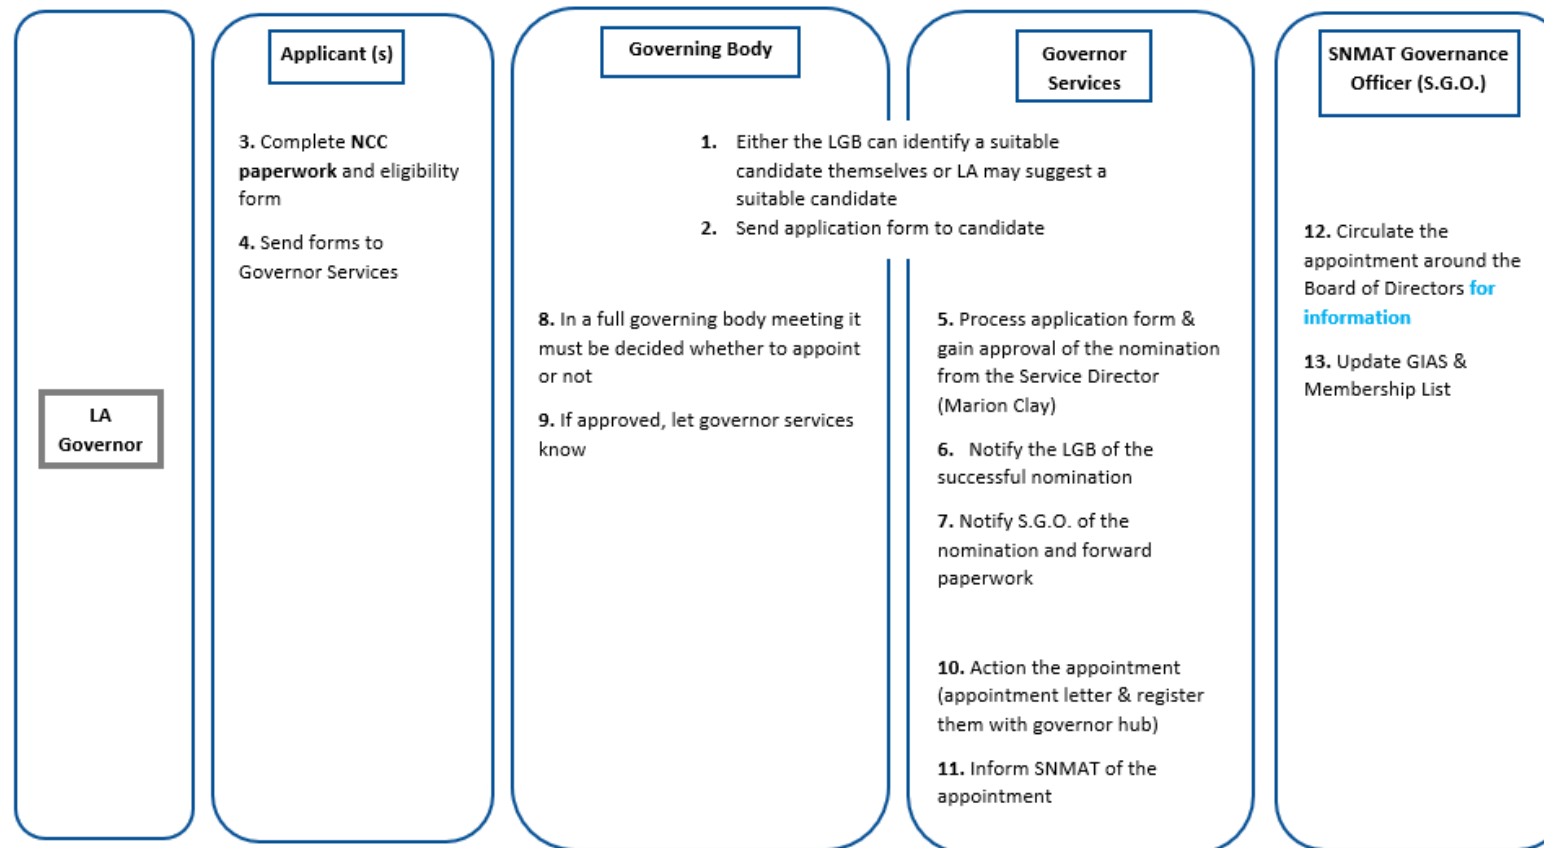 LA
Governor
Applicant (s)
3. Complete NCC
paperwork and eligibility
form
4. Send forms to
Governor Services
Governing Body
Governor
Services
1. Either the LGB can identify a suitable
candidate themselves or LA may suggest a
suitable candidate
2. Send application form to candidate
8. In a full governing body meeting it
must be decided whether to appoint
or not
9. If approved, let governor services
know
5. Process application form &
gain approval of the nomination
from the Service Director
(Marion Clay)
6. Notify the LGB of the
successful nomination
7. Notify S.G.O. of the
nomination and forward
paperwork
10. Action the appointment
(appointment letter & register
them with governor hub)
11. Inform SNMAT of the
appointment
SNMAT Governance
Officer (S.G.O.)
12. Circulate the
appointment around the
Board of Directors for
information
13. Update GIAS &
Membership List